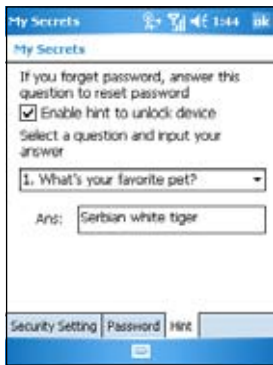 My Secrets 1:44 ok
My Secrets
If you forget password, answer this
question to reset password
Enable hint to unlock device
Select a question and input your
answer
1. What's your favorite pet?
Ans: Serbian white tiger
Security Setting Password Hint